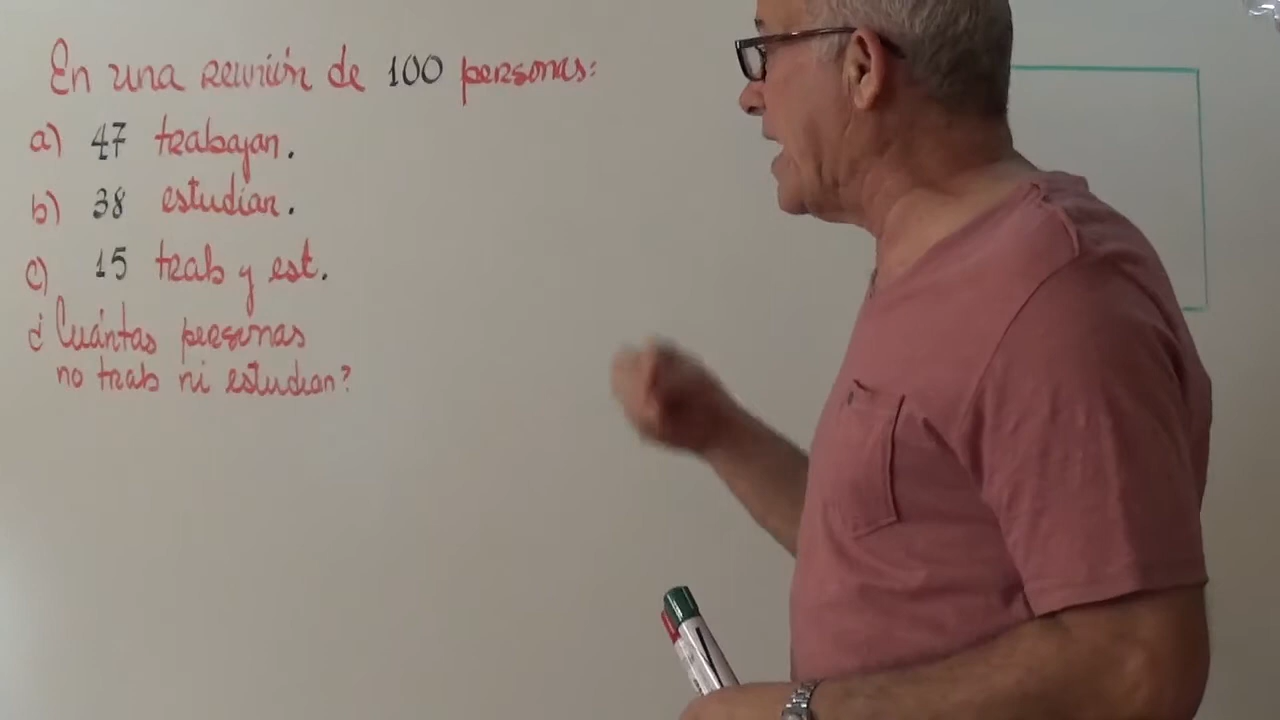 En una reunión de 100 personas:
a) 47 trabajan.
b) 38 estudian.
c) 15 trab y est.
¿Cuántas personas
no trab ni estudian?